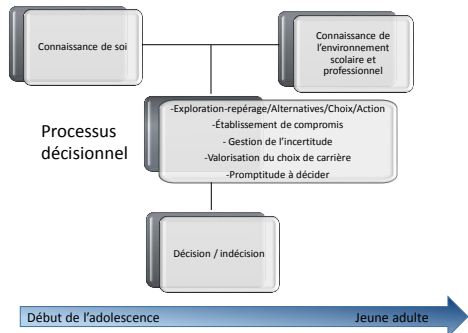 Connaissance de soi
Connaissance de
l'environnement
scolaire et
professionnel
Processus
décisionnel
-Exploration-repérage/Alternatives/Choix/Action
-Établissement de compromis
- Gestion de l'incertitude
-Valorisation du choix de carrière
-Promptitude à décider
Décision / indécision
Début de l'adolescence
Jeune adulte